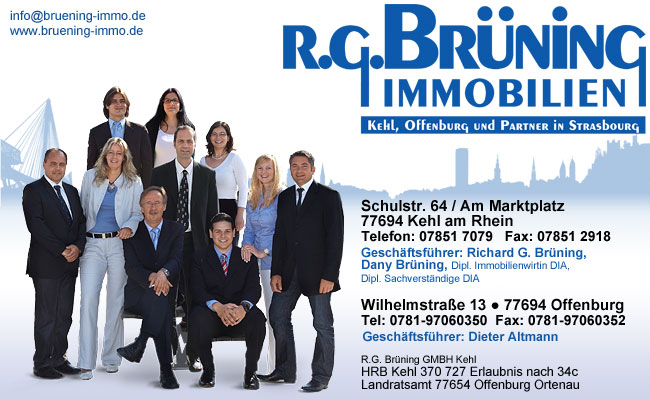 info@bruening-immo.de
www.bruening-immo.de
R.G.BRÜNING
IMMOBILIEN
Kehl, Offenburg und Partner in Strasbourg
Schulstr. 64 / Am Marktplatz
77694 Kehl am Rhein
Telefon: 07851 7079 Fax: 07851 2918
Geschäftsführer: Richard G. Brüning,
Dany Brüning, Dipl. Immobilienwirtin DIA,
Dipl. Sachverständige DIA
Wilhelmstraße 13 ● 77694 Offenburg
Tel: 0781-97060350 Fax: 0781-97060352
Geschäftsführer: Dieter Altmann
R.G. Brüning GMBH Kehl
HRB Kehl 370 727 Erlaubnis nach 34c
Landratsamt 77654 Offenburg Ortenau